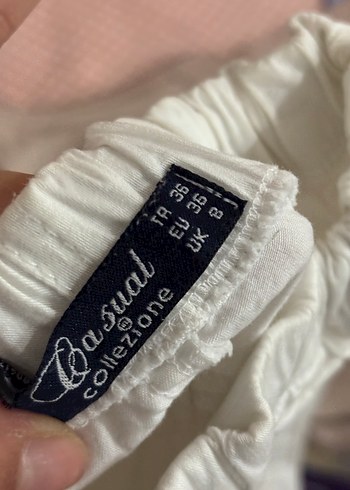 Casual
®
collezione
TR 36
EU 36
UK 8